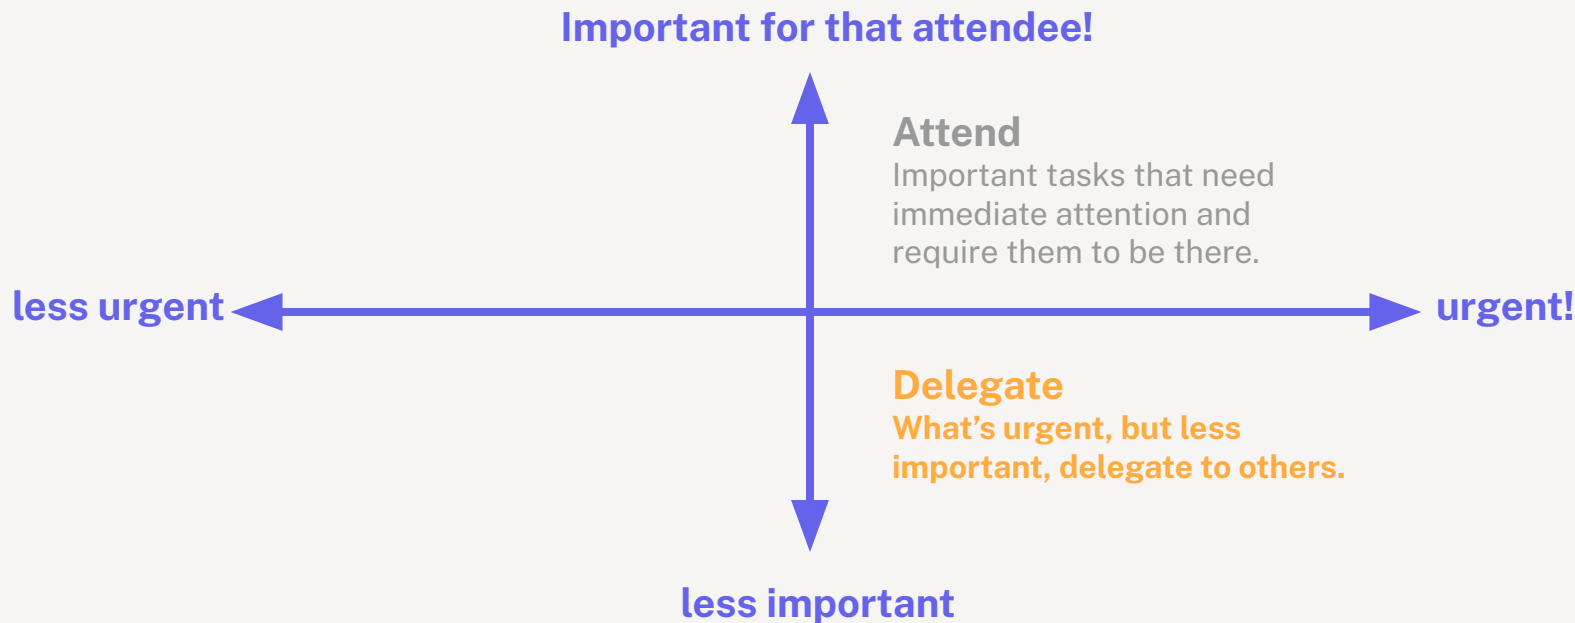 Important for that attendee!
Attend
Important tasks that need
immediate attention and
require them to be there.
less urgent
urgent!
Delegate
What’s urgent, but less
important, delegate to others.
less important